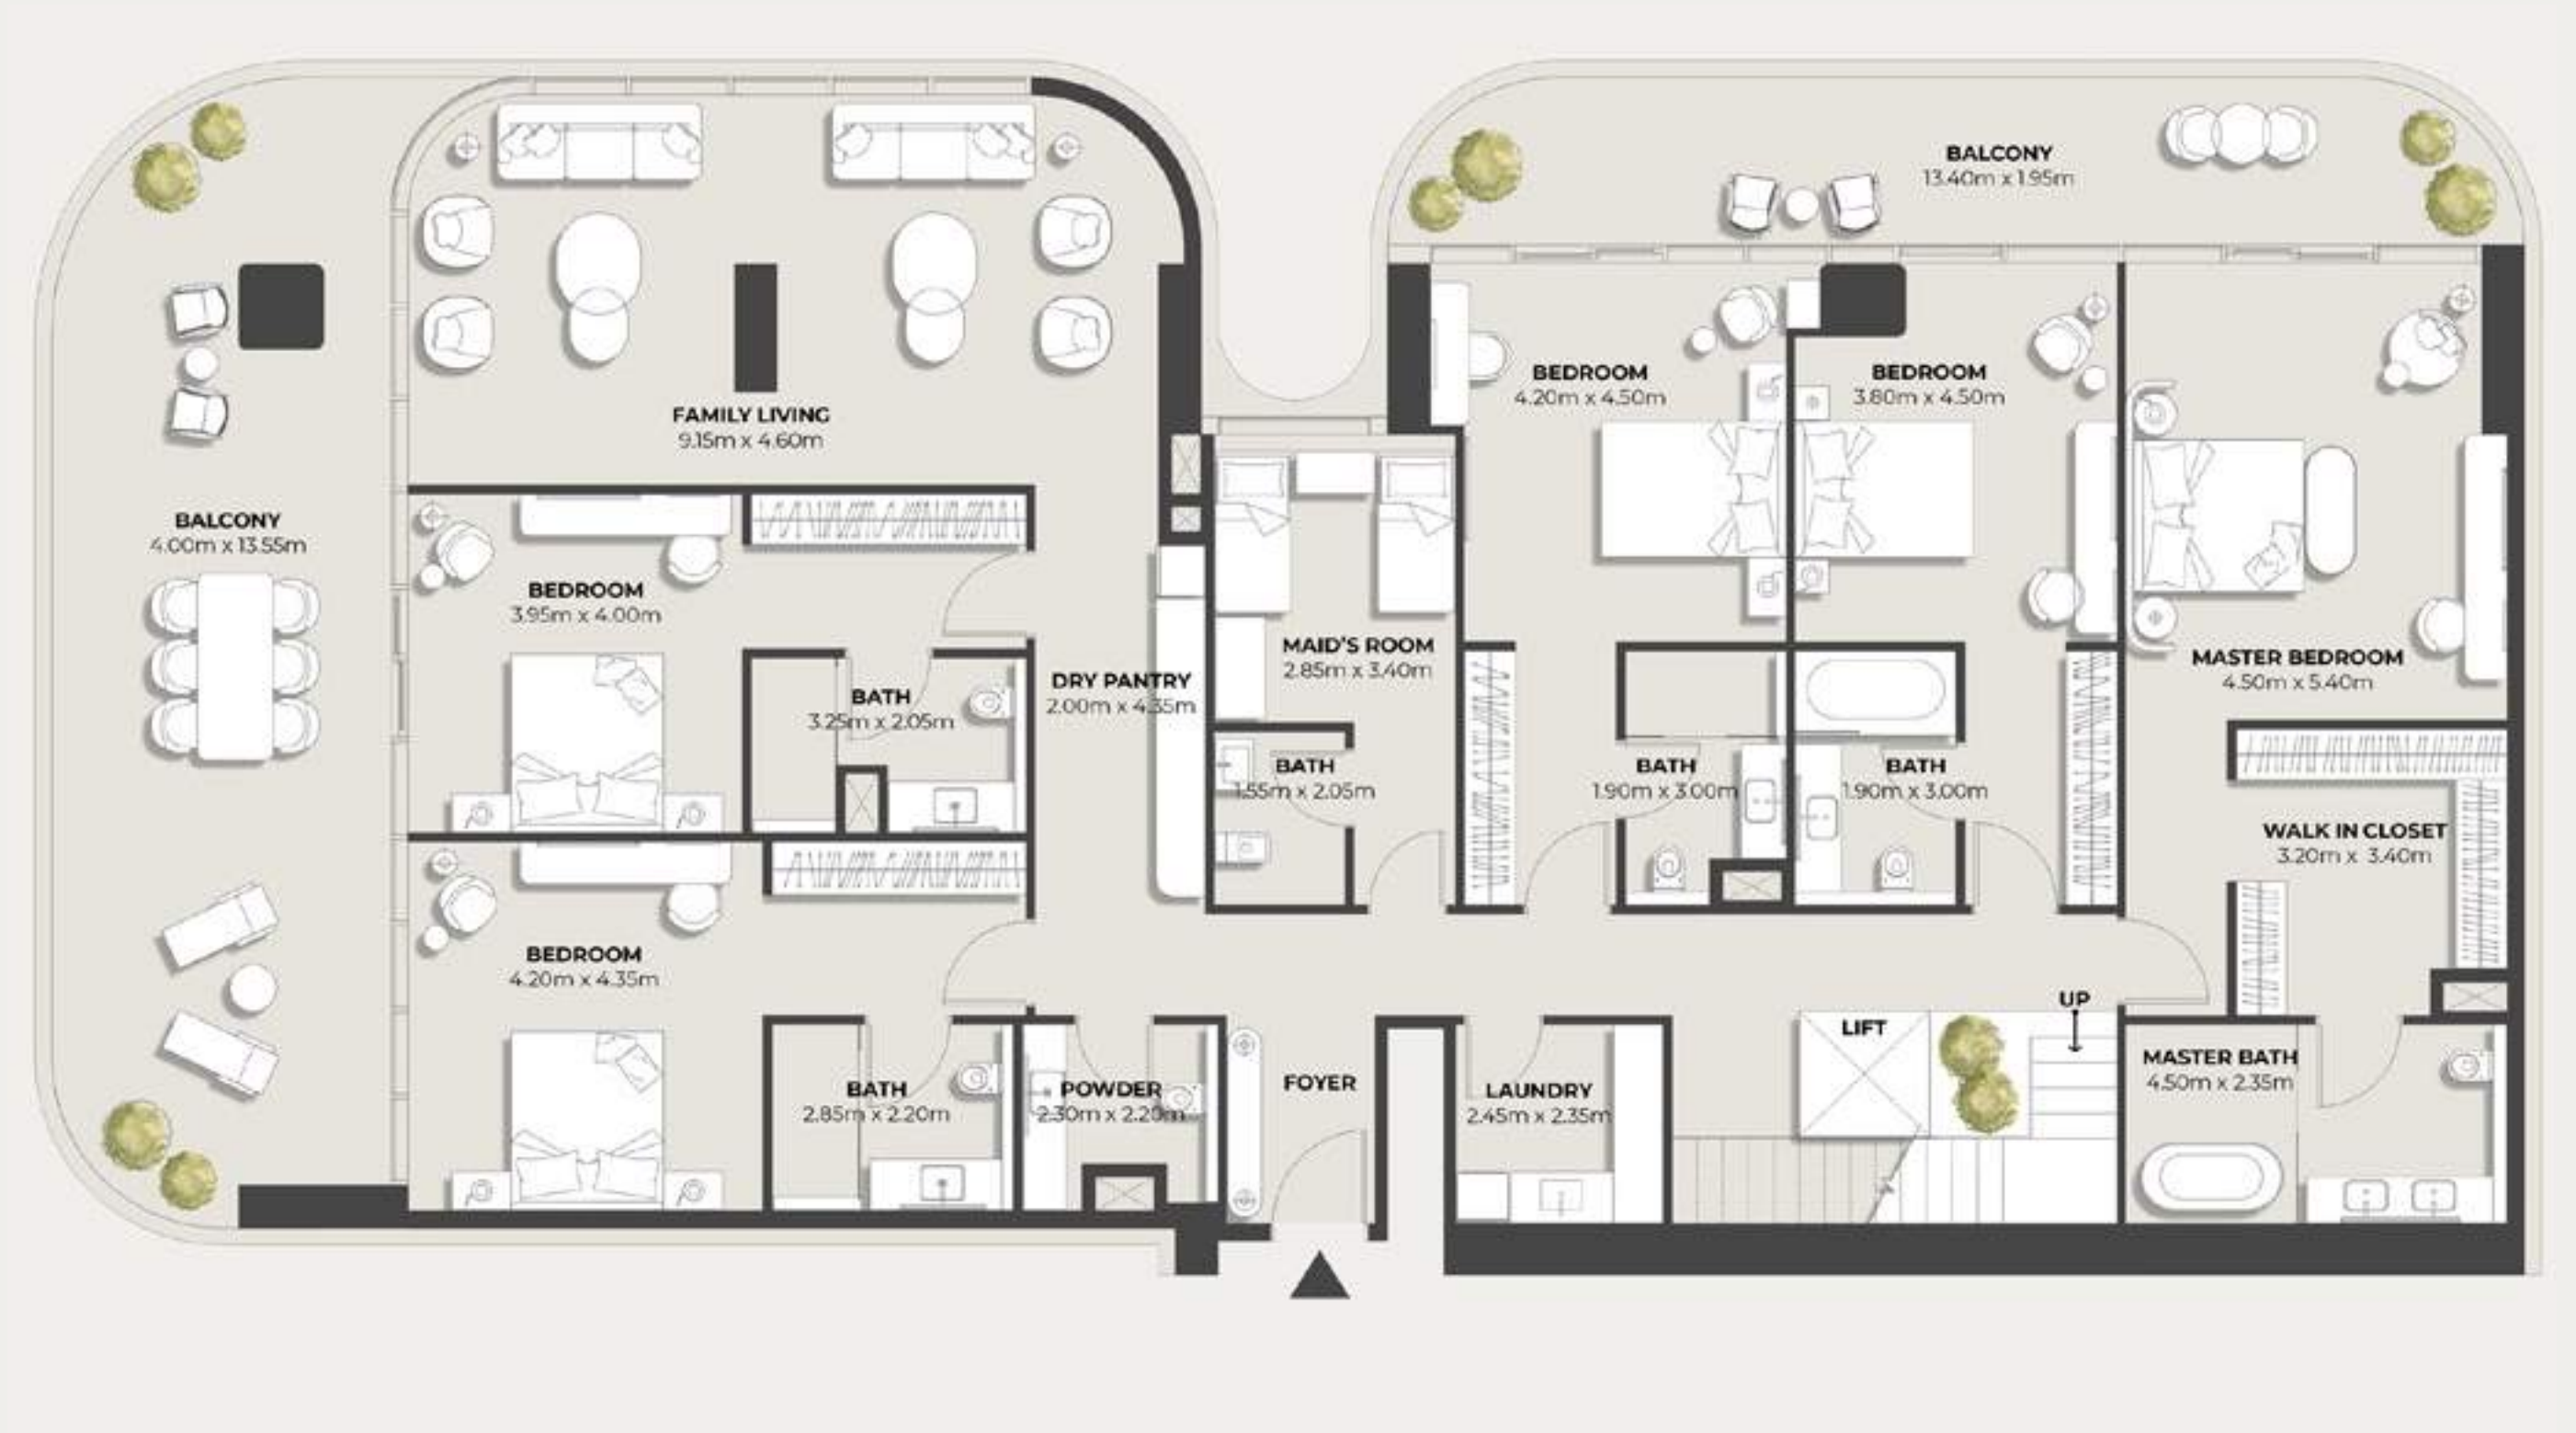 BALCONY
13.40m x 1.95m
BEDROOM
4.20m x 4.50m
BEDROOM
3.80m x 4.50m
FAMILY LIVING
9.15m x 4.60m
BALCONY
4.00m x 13.55m
BEDROOM
3.95m x 4.00m
MAID'S ROOM
2.85m x 3.40m
MASTER BEDROOM
4.50m x 5.40m
DRY PANTRY
2.00m x 4.35m
BATH
3.25m x 2.05m
BATH
1.55m x 2.05m
BATH
1.90m x 3.00m
BATH
1.90m x 3.00m
WALK IN CLOSET
3.20m x 3.40m
BEDROOM
4.20m x 4.35m
UP
LIFT
MASTER BATH
4.50m x 2.35m
BATH
2.85m x 2.20m
POWDER
2.30m x 2.20m
FOYER
LAUNDRY
2.45m x 2.35m